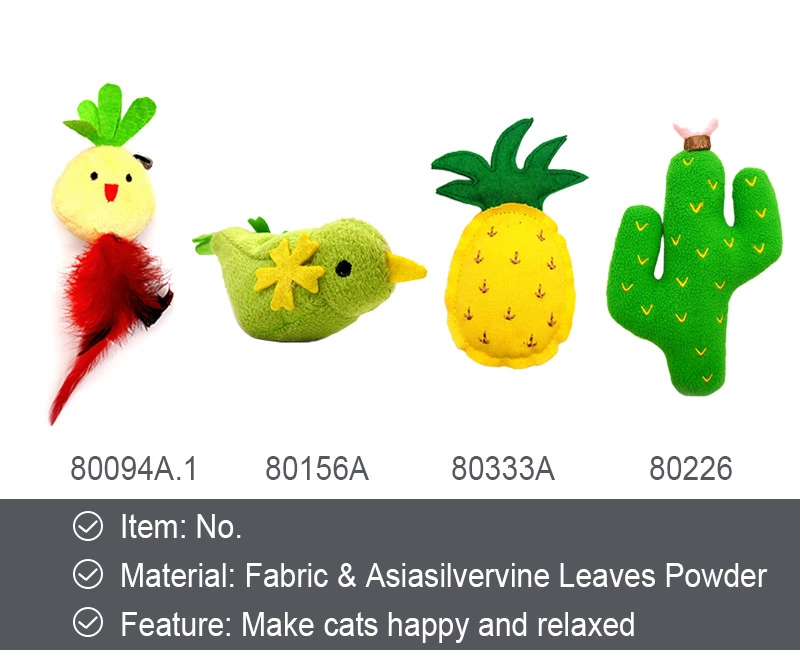 80094A.1 80156A 80333A 80226
Item: No.
Material: Fabric & Asiasilvervine Leaves Powder
Feature: Make cats happy and relaxed